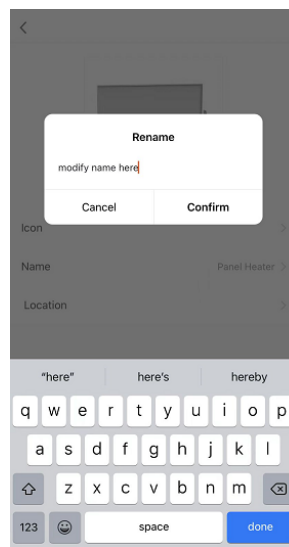 Rename
modify name here
Cancel Confirm
Icon
Name Panel Heater
Location
"here" here's hereby
q w e r t y u i o p
a s d f g h j k l
z x c v b n m
123 space done